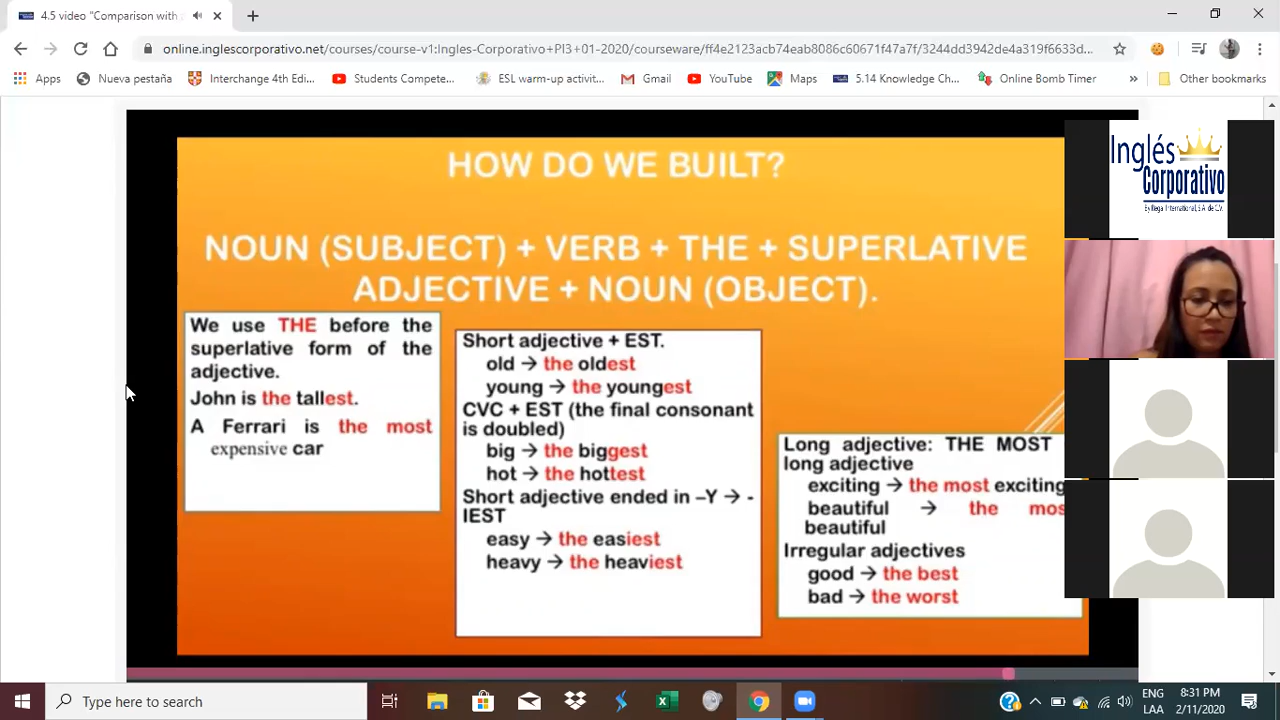 4.5 video "Comparison with
online.inglescorporativo.net/courses/course-v1:Ingles-Corporativo+PI3+01-2020/courseware/ff4e2123acb74eab8086c60671f47a7f/3244dd3942de4a319f6633d...
Apps
Nueva pestaña
Interchange 4th Edi...
Students Compete...
ESL warm-up activit...
Gmail
YouTube
Maps
5.14 Knowledge Ch...
Online Bomb Timer
»
Other bookmarks
HOW DO WE BUILT?
NOUN (SUBJECT) + VERB + THE + SUPERLATIVE
ADJECTIVE + NOUN (OBJECT).
We use THE before the
superlative form of the
adjective.
John is the tallest.
A Ferrari is the most
expensive car
Short adjective + EST.
old → the oldest
young → the youngest
CVC + EST (the final consonant
is doubled)
big → the biggest
hot → the hottest
Short adjective ended in –Y → -
IEST
easy → the easiest
heavy → the heaviest
Long adjective: THE MOST
long adjective
exciting → the most exciting
beautiful → the mos
beautiful
Irregular adjectives
good → the best
bad → the worst
Inglés
Corporativo
By Rega International, S.A. de C.V.
Type here to search
ENG
LAA
8:31 PM
2/11/2020